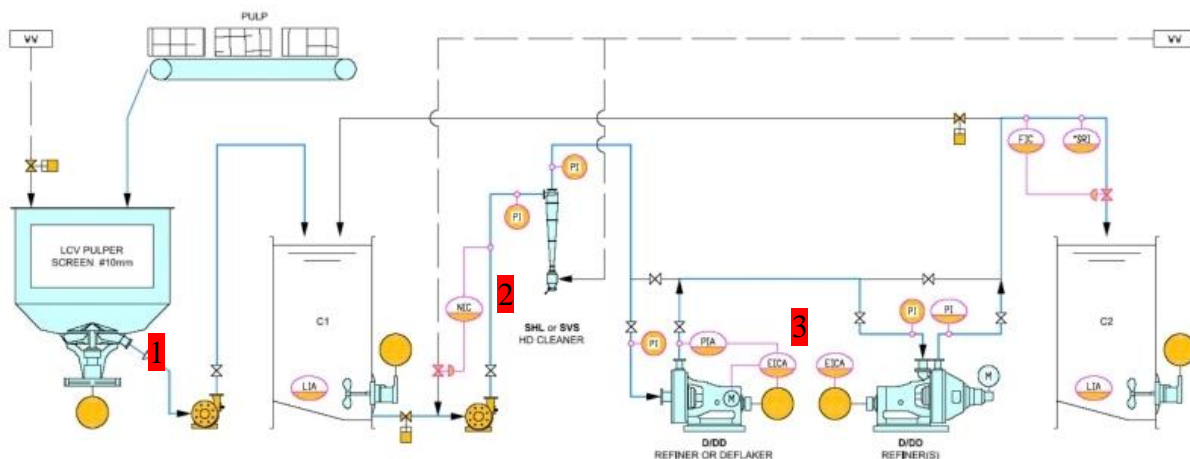 PULP
WW
WW
FIC
*SRI
PI
PI
LCV PULPER
SCREEN #10mm
C1
NIC
2
SHL or SVS
HD CLEANER
1
3
PI
PI
C2
PI
PIA
EICA
EICA
M
M
LIA
LIA
D/DD
REFINER OR DEFLAKER
D/DD
REFINER(S)